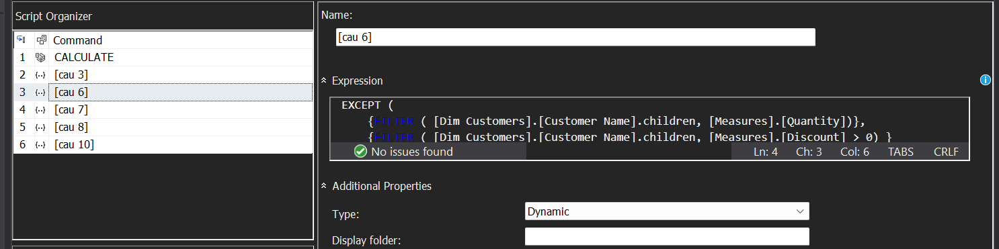 Script Organizer
Command
1 CALCULATE
2 [cau 3]
3 [cau 6]
4 [cau 7]
5 [cau 8]
6 [cau 10]
Name:
[cau 6]
Expression
EXCEPT (
{FILTER ( [Dim Customers].[Customer Name].children, [Measures].[Quantity])},
{FILTER ( [Dim Customers].[Customer Name].children, [Measures].[Discount] > 0) }
No issues found Ln: 4 Ch: 3 Col: 6 TABS CRLF
Additional Properties
Type: Dynamic
Display folder: